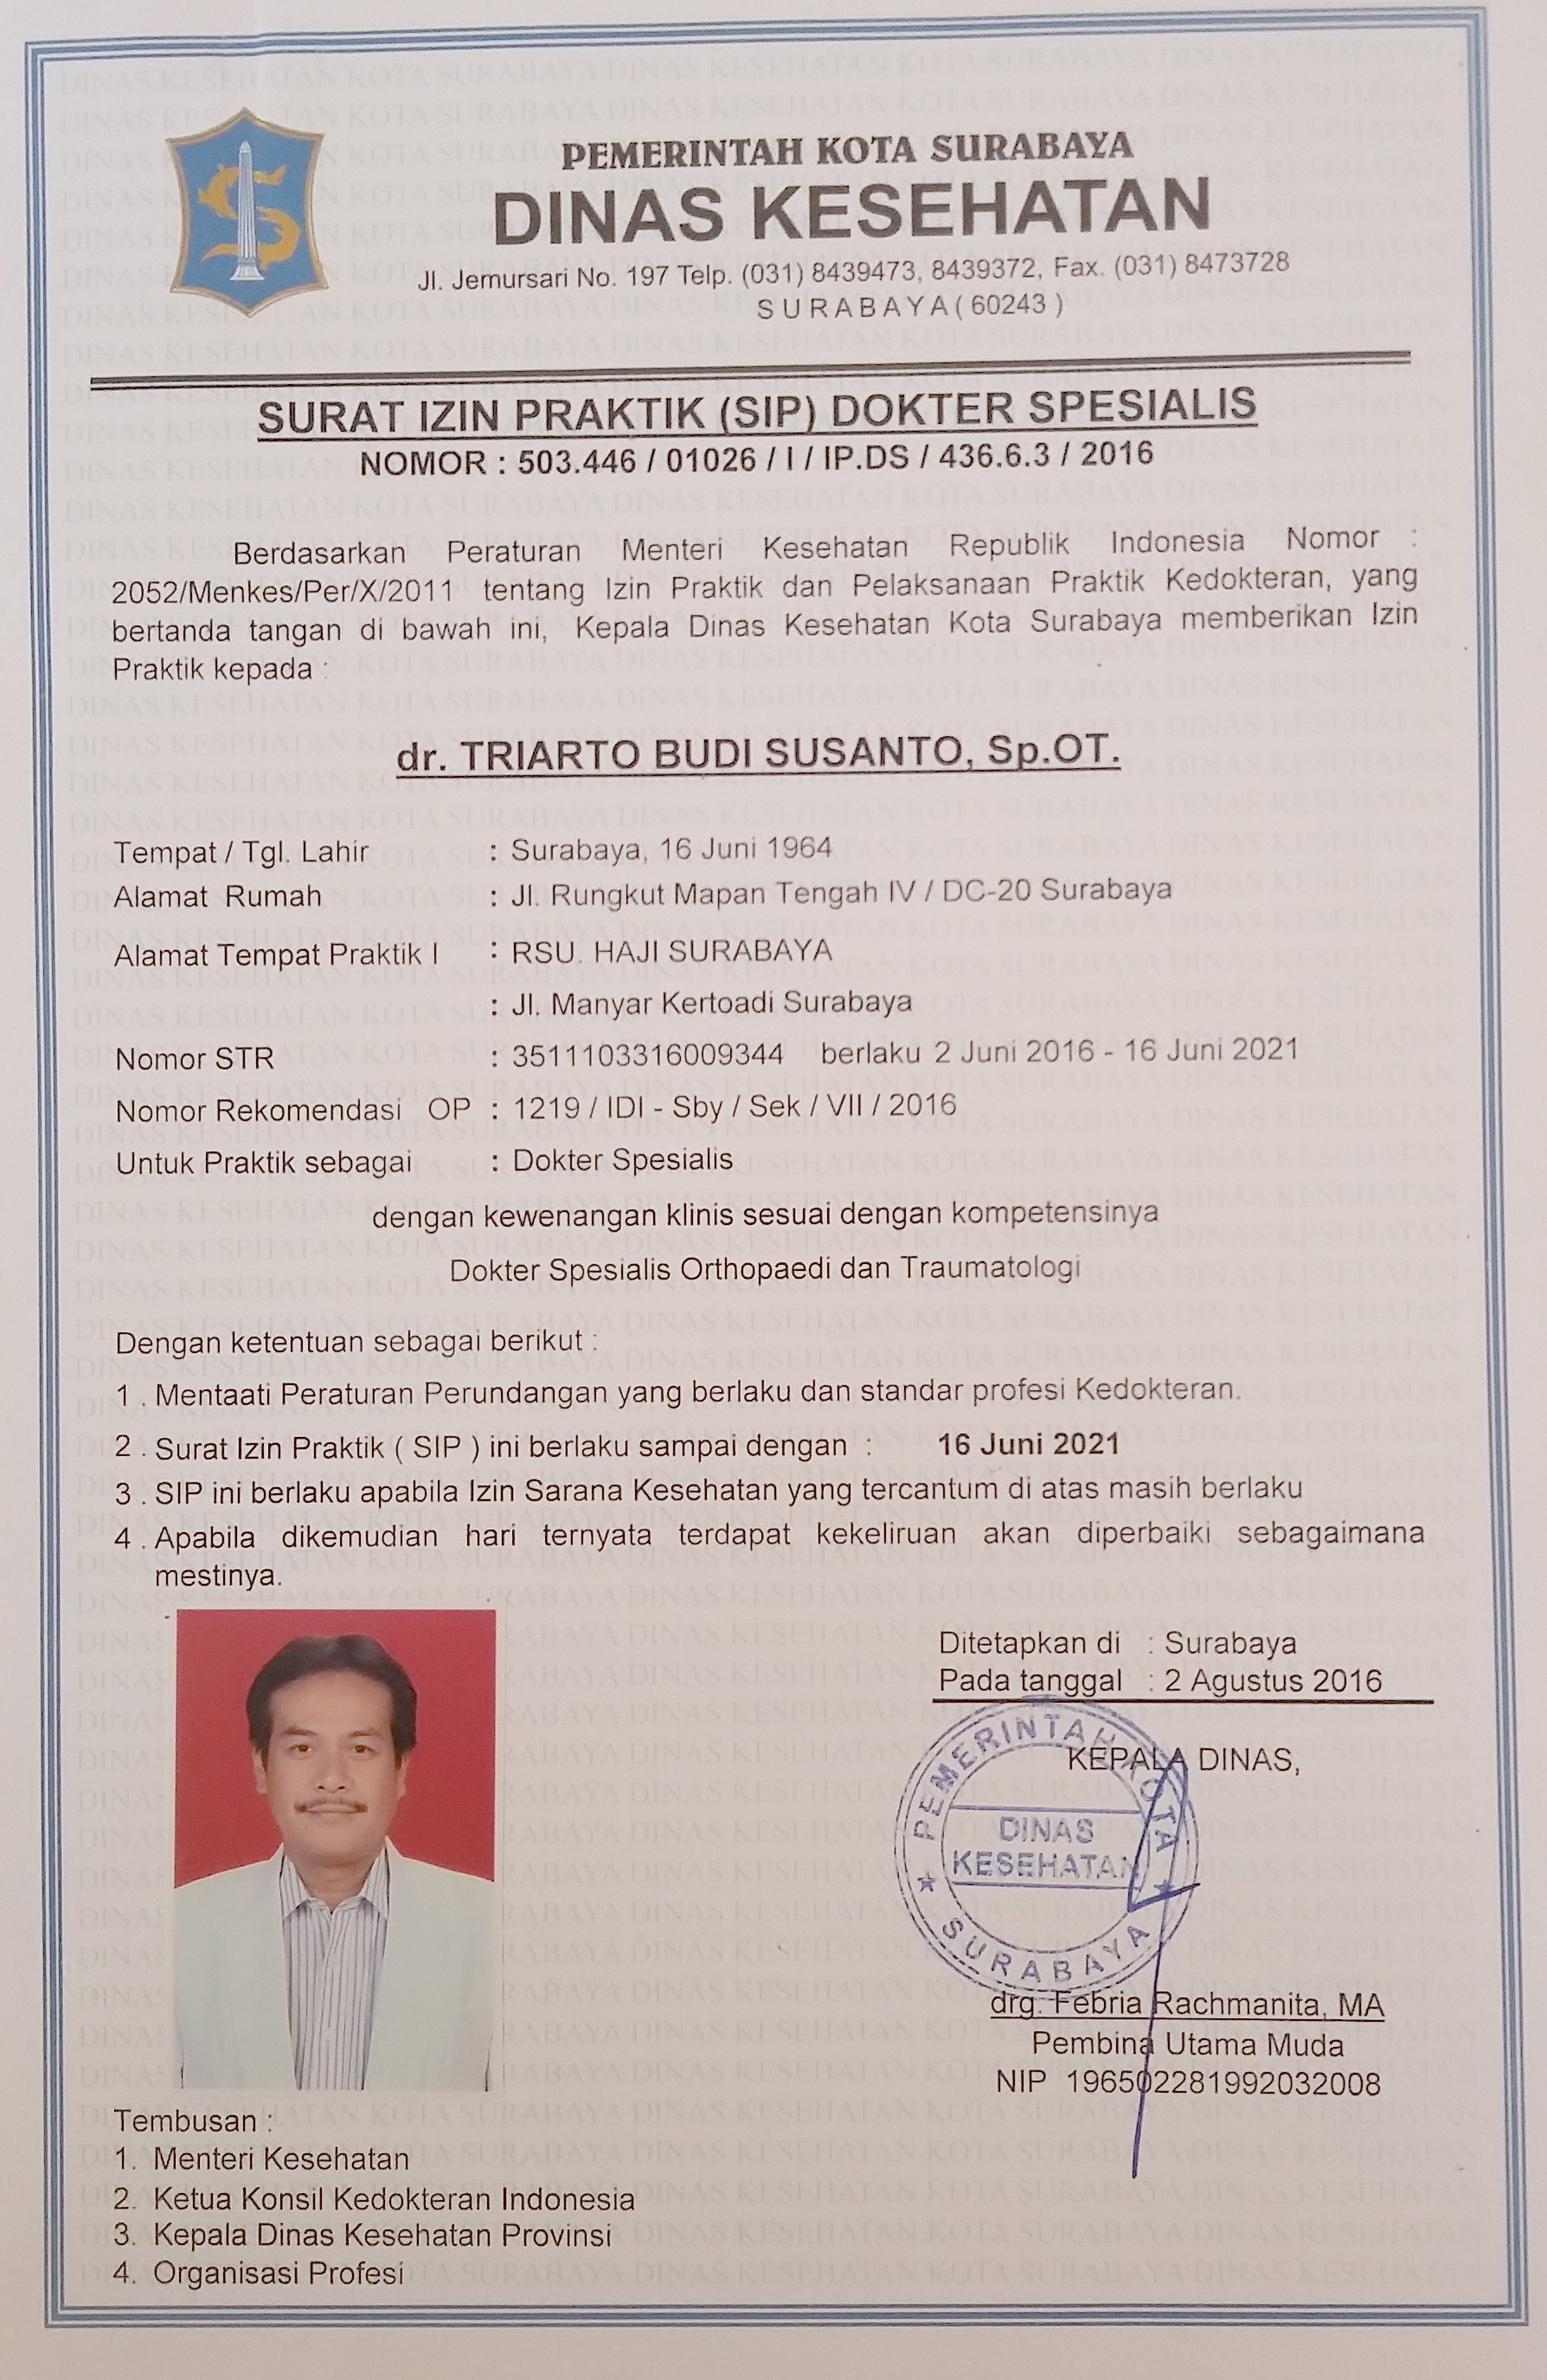 PEMERINTAH KOTA SURABAYA
DINAS KESEHATAN
Jl. Jemursari No. 197 Telp. (031) 8439473, 8439372, Fax. (031) 8473728
SURABAYA ( 60243 )
SURAT IZIN PRAKTIK (SIP) DOKTER SPESIALIS
NOMOR : 503.446 / 01026 / I / IP.DS / 436.6.3 / 2016
Berdasarkan Peraturan Menteri Kesehatan Republik Indonesia Nomor :
2052/Menkes/Per/X/2011 tentang Izin Praktik dan Pelaksanaan Praktik Kedokteran, yang
bertanda tangan di bawah ini, Kepala Dinas Kesehatan Kota Surabaya memberikan Izin
Praktik kepada :
dr. TRIARTO BUDI SUSANTO, Sp.OT.
Tempat / Tgl. Lahir : Surabaya, 16 Juni 1964
Alamat Rumah : Jl. Rungkut Mapan Tengah IV / DC-20 Surabaya
Alamat Tempat Praktik I : RSU. HAJI SURABAYA
: Jl. Manyar Kertoadi Surabaya
Nomor STR : 3511103316009344 berlaku 2 Juni 2016 - 16 Juni 2021
Nomor Rekomendasi OP : 1219 / IDI - Sby / Sek / VII / 2016
Untuk Praktik sebagai : Dokter Spesialis
dengan kewenangan klinis sesuai dengan kompetensinya
Dokter Spesialis Orthopaedi dan Traumatologi
Dengan ketentuan sebagai berikut :
1 . Mentaati Peraturan Perundangan yang berlaku dan standar profesi Kedokteran.
2 . Surat Izin Praktik ( SIP ) ini berlaku sampai dengan : 16 Juni 2021
3 . SIP ini berlaku apabila Izin Sarana Kesehatan yang tercantum di atas masih berlaku
4 . Apabila dikemudian hari ternyata terdapat kekeliruan akan diperbaiki sebagaimana
mestinya.
Ditetapkan di : Surabaya
Pada tanggal : 2 Agustus 2016
KEPALA DINAS,
PEMERINTAH KOTA
DINAS
KESEHATAN
SURABAYA
drg. Febria Rachmanita, MA
Pembina Utama Muda
NIP 196502281992032008
Tembusan :
1. Menteri Kesehatan
2. Ketua Konsil Kedokteran Indonesia
3. Kepala Dinas Kesehatan Provinsi
4. Organisasi Profesi